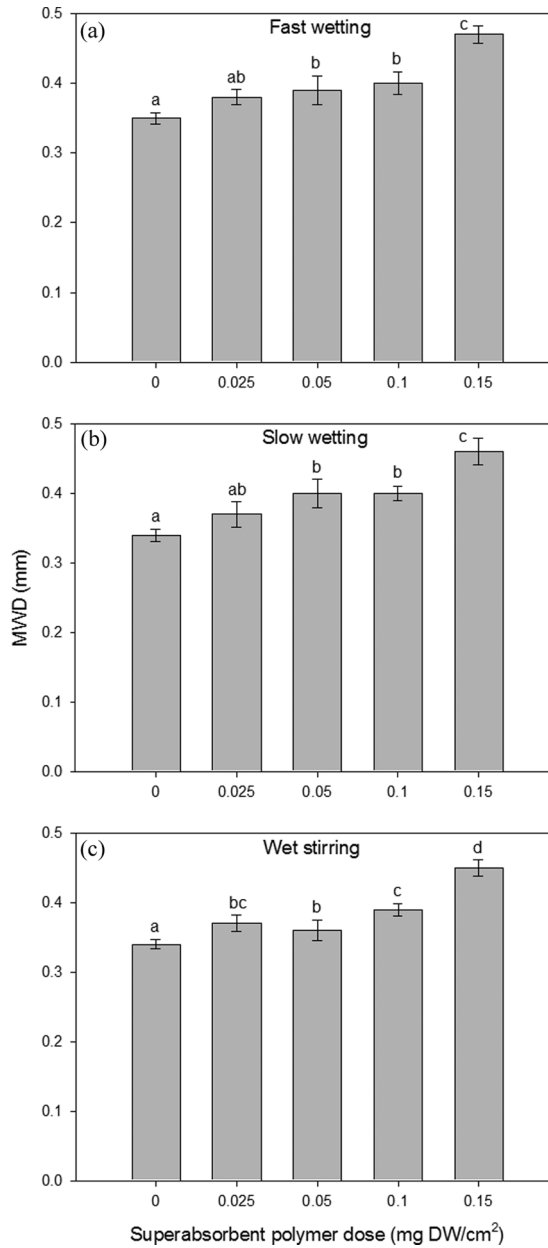 (a) Fast wetting
0.5
0.4
0.3
0.2
0.1
0.0
a ab b b c
0 0.025 0.05 0.1 0.15
(b) Slow wetting
0.5
0.4
0.3
0.2
0.1
0.0
a ab b b c
0 0.025 0.05 0.1 0.15
MWD (mm)
(c) Wet stirring
0.5
0.4
0.3
0.2
0.1
0.0
a bc b c d
0 0.025 0.05 0.1 0.15
Superabsorbent polymer dose (mg DW/cm²)